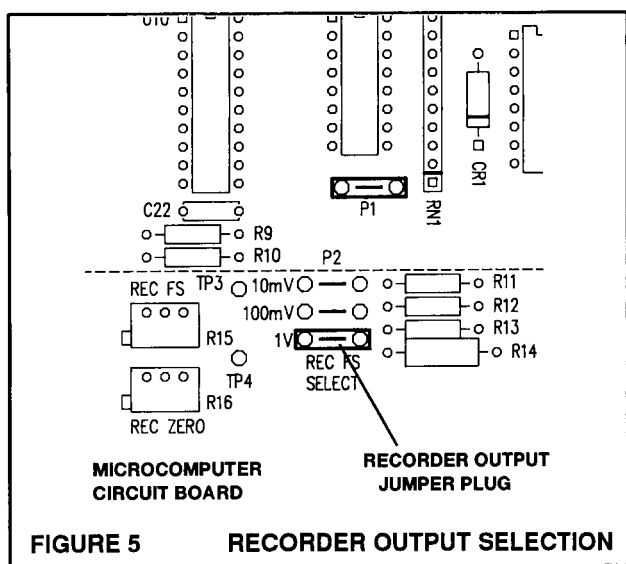 P1
RN1
CR1
C22
R9
R10
P2
REC FS
TP3
10mV
R11
100mV
R12
R15
1V
R13
R14
TP4
REC FS
SELECT
R16
REC ZERO
MICROCOMPUTER
CIRCUIT BOARD
RECORDER OUTPUT
JUMPER PLUG
FIGURE 5 RECORDER OUTPUT SELECTION